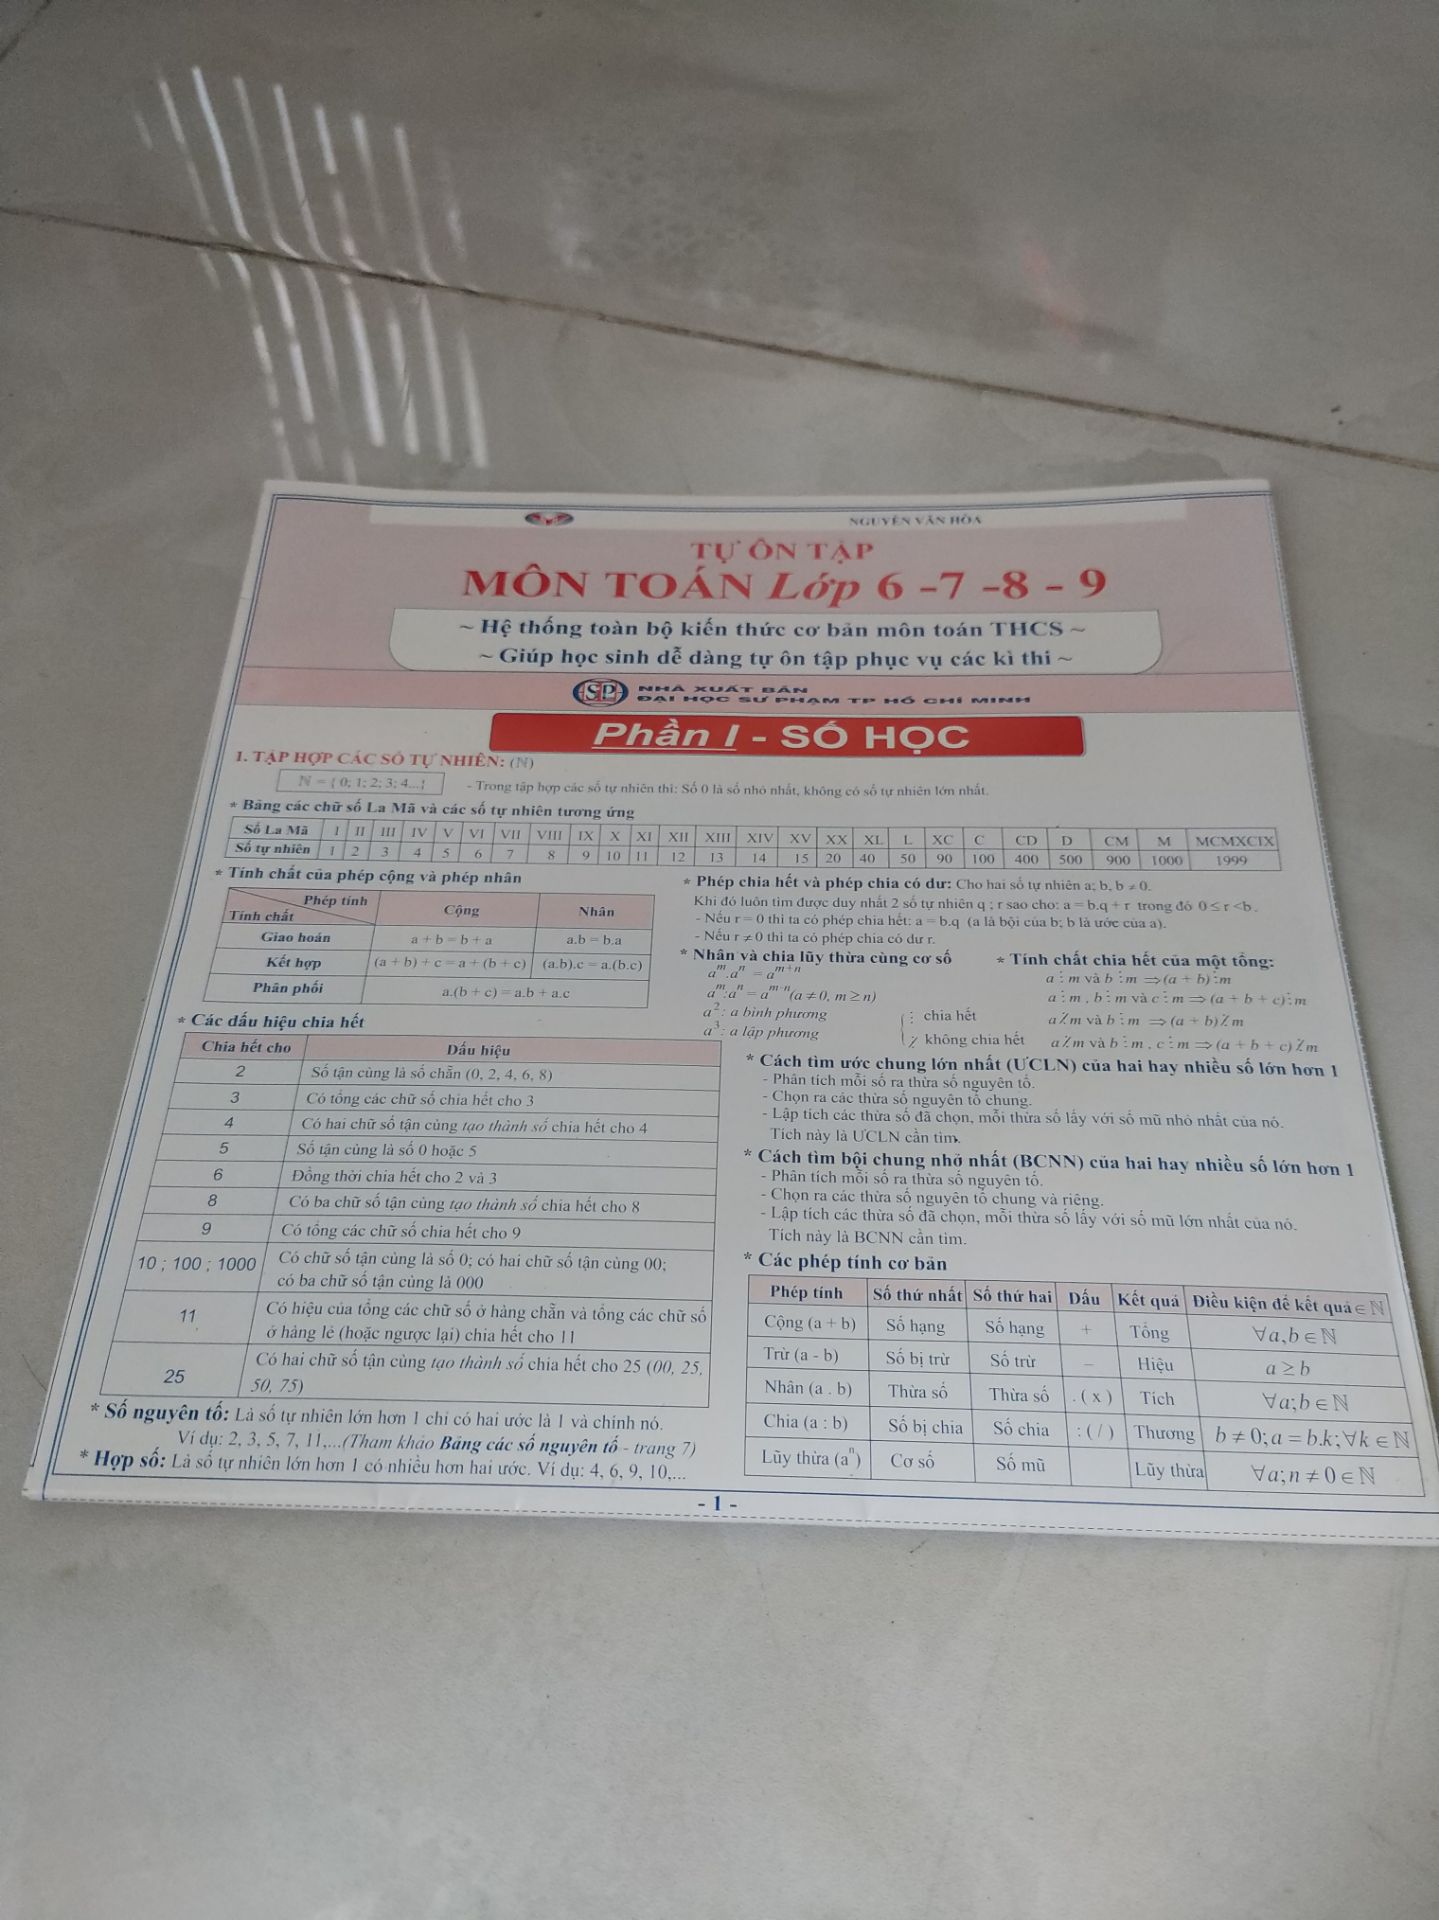 NGUYỄN VĂN HÒA
TỰ ÔN TẬP
MÔN TOÁN Lớp 6 -7 -8 - 9
~ Hệ thống toàn bộ kiến thức cơ bản môn toán THCS ~
~ Giúp học sinh dễ dàng tự ôn tập phục vụ các kì thi ~
SP NHÀ XUẤT BẢN
ĐẠI HỌC SƯ PHẠM TP HỒ CHÍ MINH
Phần I - SỐ HỌC
1. TẬP HỢP CÁC SỐ TỰ NHIÊN: (ℕ)
ℕ = { 0; 1; 2; 3; 4...} - Trong tập hợp các số tự nhiên thì: Số 0 là số nhỏ nhất, không có số tự nhiên lớn nhất.
* Bảng các chữ số La Mã và các số tự nhiên tương ứng
Số La Mã I II III IV V VI VII VIII IX X XI XII XIII XIV XV XX XL L XC C CD D CM M MCMXCIX
Số tự nhiên 1 2 3 4 5 6 7 8 9 10 11 12 13 14 15 20 40 50 90 100 400 500 900 1000 1999
* Tính chất của phép cộng và phép nhân
Phép tính
Tính chất Cộng Nhân
Giao hoán a + b = b + a a.b = b.a
Kết hợp (a + b) + c = a + (b + c) (a.b).c = a.(b.c)
Phân phối a.(b + c) = a.b + a.c
* Các dấu hiệu chia hết
Chia hết cho Dấu hiệu
2 Số tận cùng là số chẵn (0, 2, 4, 6, 8)
3 Có tổng các chữ số chia hết cho 3
4 Có hai chữ số tận cùng tạo thành số chia hết cho 4
5 Số tận cùng là số 0 hoặc 5
6 Đồng thời chia hết cho 2 và 3
8 Có ba chữ số tận cùng tạo thành số chia hết cho 8
9 Có tổng các chữ số chia hết cho 9
10 ; 100 ; 1000 Có chữ số tận cùng là số 0; có hai chữ số tận cùng 00;
có ba chữ số tận cùng là 000
11 Có hiệu của tổng các chữ số ở hàng chẵn và tổng các chữ số
ở hàng lẻ (hoặc ngược lại) chia hết cho 11
25 Có hai chữ số tận cùng tạo thành số chia hết cho 25 (00, 25,
50, 75)
* Số nguyên tố: Là số tự nhiên lớn hơn 1 chỉ có hai ước là 1 và chính nó.
Ví dụ: 2, 3, 5, 7, 11,...(Tham khảo Bảng các số nguyên tố - trang 7)
* Hợp số: Là số tự nhiên lớn hơn 1 có nhiều hơn hai ước. Ví dụ: 4, 6, 9, 10,...
* Phép chia hết và phép chia có dư: Cho hai số tự nhiên a; b, b ≠ 0.
Khi đó luôn tìm được duy nhất 2 số tự nhiên q ; r sao cho: a = b.q + r trong đó 0 ≤ r < b .
- Nếu r = 0 thì ta có phép chia hết: a = b.q (a là bội của b; b là ước của a).
- Nếu r ≠ 0 thì ta có phép chia có dư r.
* Nhân và chia lũy thừa cùng cơ số
aᵐ.aⁿ = aᵐ⁺ⁿ
aᵐ:aⁿ = aᵐ⁻ⁿ (a ≠ 0, m ≥ n)
a²: a bình phương
a³: a lập phương
⋮ chia hết
⋮̸ không chia hết
* Tính chất chia hết của một tổng:
a ⋮ m và b ⋮ m ⇒ (a + b) ⋮ m
a ⋮ m , b ⋮ m và c ⋮ m ⇒ (a + b + c) ⋮ m
a ⋮̸ m và b ⋮ m ⇒ (a + b) ⋮̸ m
a ⋮̸ m và b ⋮ m , c ⋮ m ⇒ (a + b + c) ⋮̸ m
* Cách tìm ước chung lớn nhất (ƯCLN) của hai hay nhiều số lớn hơn 1
- Phân tích mỗi số ra thừa số nguyên tố.
- Chọn ra các thừa số nguyên tố chung.
- Lập tích các thừa số đã chọn, mỗi thừa số lấy với số mũ nhỏ nhất của nó.
Tích này là ƯCLN cần tìm.
* Cách tìm bội chung nhỏ nhất (BCNN) của hai hay nhiều số lớn hơn 1
- Phân tích mỗi số ra thừa số nguyên tố.
- Chọn ra các thừa số nguyên tố chung và riêng.
- Lập tích các thừa số đã chọn, mỗi thừa số lấy với số mũ lớn nhất của nó.
Tích này là BCNN cần tìm.
* Các phép tính cơ bản
Phép tính Số thứ nhất Số thứ hai Dấu Kết quả Điều kiện để kết quả ∈ ℕ
Cộng (a + b) Số hạng Số hạng + Tổng ∀a,b ∈ ℕ
Trừ (a - b) Số bị trừ Số trừ – Hiệu a ≥ b
Nhân (a . b) Thừa số Thừa số . ( x ) Tích ∀a;b ∈ ℕ
Chia (a : b) Số bị chia Số chia : ( / ) Thương b ≠ 0; a = b.k; ∀k ∈ ℕ
Lũy thừa (aⁿ) Cơ số Số mũ Lũy thừa ∀a; n ≠ 0 ∈ ℕ
- 1 -